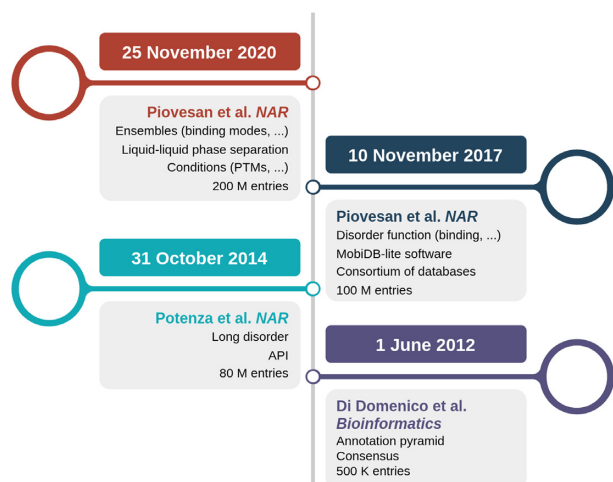 25 November 2020
Piovesan et al. NAR
Ensembles (binding modes, ...)
Liquid-liquid phase separation
Conditions (PTMs, ...)
200 M entries
10 November 2017
Piovesan et al. NAR
Disorder function (binding, ...)
MobiDB-lite software
Consortium of databases
100 M entries
31 October 2014
Potenza et al. NAR
Long disorder
API
80 M entries
1 June 2012
Di Domenico et al.
Bioinformatics
Annotation pyramid
Consensus
500 K entries